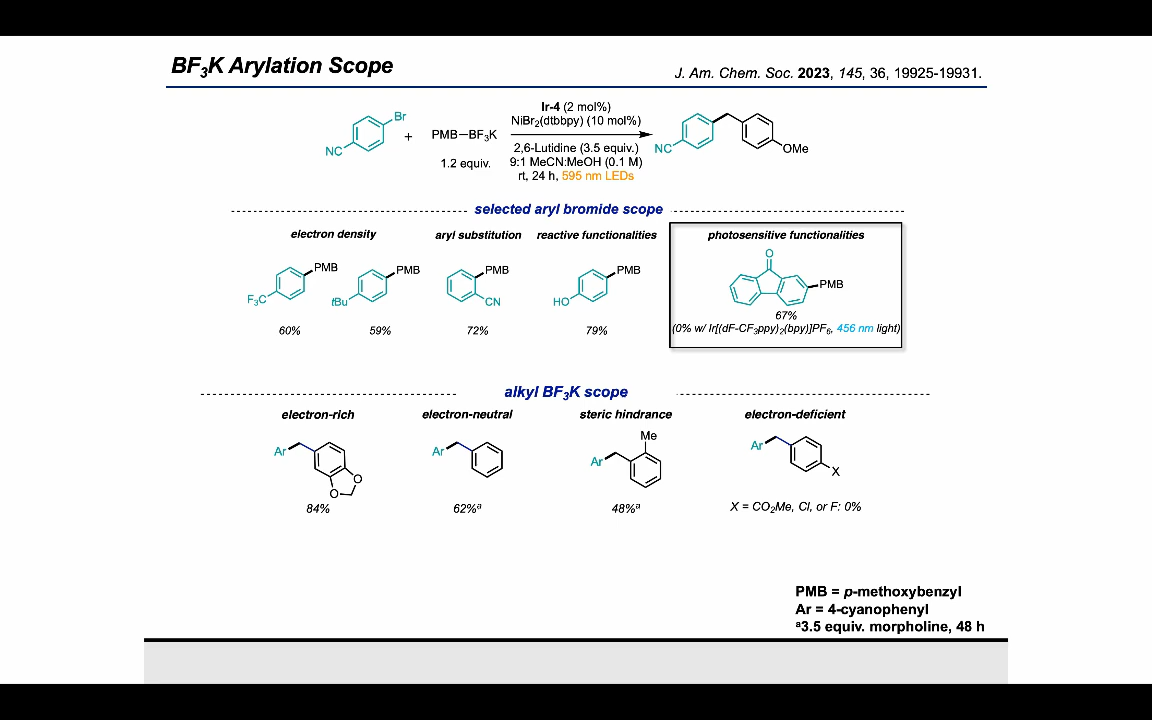 BF3K Arylation Scope
J. Am. Chem. Soc. 2023, 145, 36, 19925-19931.
Br
NC
+
PMB–BF3K
1.2 equiv.
Ir-4 (2 mol%)
NiBr2(dtbbpy) (10 mol%)
2,6-Lutidine (3.5 equiv.)
9:1 MeCN:MeOH (0.1 M)
rt, 24 h, 595 nm LEDs
NC
OMe
selected aryl bromide scope
electron density
aryl substitution
reactive functionalities
photosensitive functionalities
PMB
F3C
60%
PMB
tBu
59%
PMB
CN
72%
PMB
HO
79%
O
PMB
67%
(0% w/ Ir[(dF-CF3ppy)2(bpy)]PF6, 456 nm light)
alkyl BF3K scope
electron-rich
electron-neutral
steric hindrance
electron-deficient
Ar
O
O
84%
Ar
62%a
Me
Ar
48%a
Ar
X
X = CO2Me, Cl, or F: 0%
PMB = p-methoxybenzyl
Ar = 4-cyanophenyl
a3.5 equiv. morpholine, 48 h